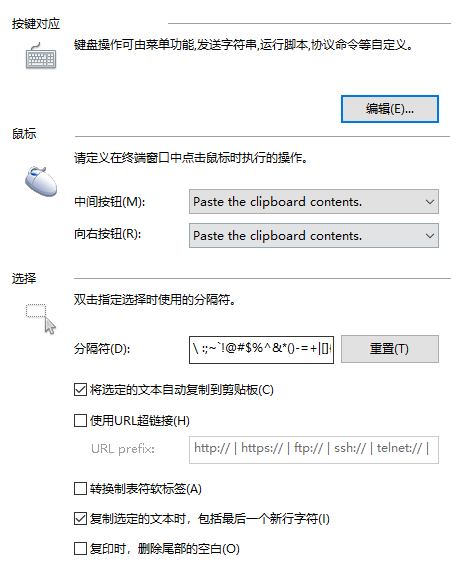 按键对应
键盘操作可由菜单功能,发送字符串,运行脚本,协议命令等自定义。
编辑(E)...
鼠标
请定义在终端窗口中点击鼠标时执行的操作。
中间按钮(M): Paste the clipboard contents.
向右按钮(R): Paste the clipboard contents.
选择
双击指定选择时使用的分隔符。
分隔符(D): \ :;~`!@#$%^&*()-=+|[]{ 重置(T)
将选定的文本自动复制到剪贴板(C)
使用URL超链接(H)
URL prefix: http:// | https:// | ftp:// | ssh:// | telnet:// |
转换制表符软标签(A)
复制选定的文本时，包括最后一个新行字符(I)
复印时，删除尾部的空白(O)